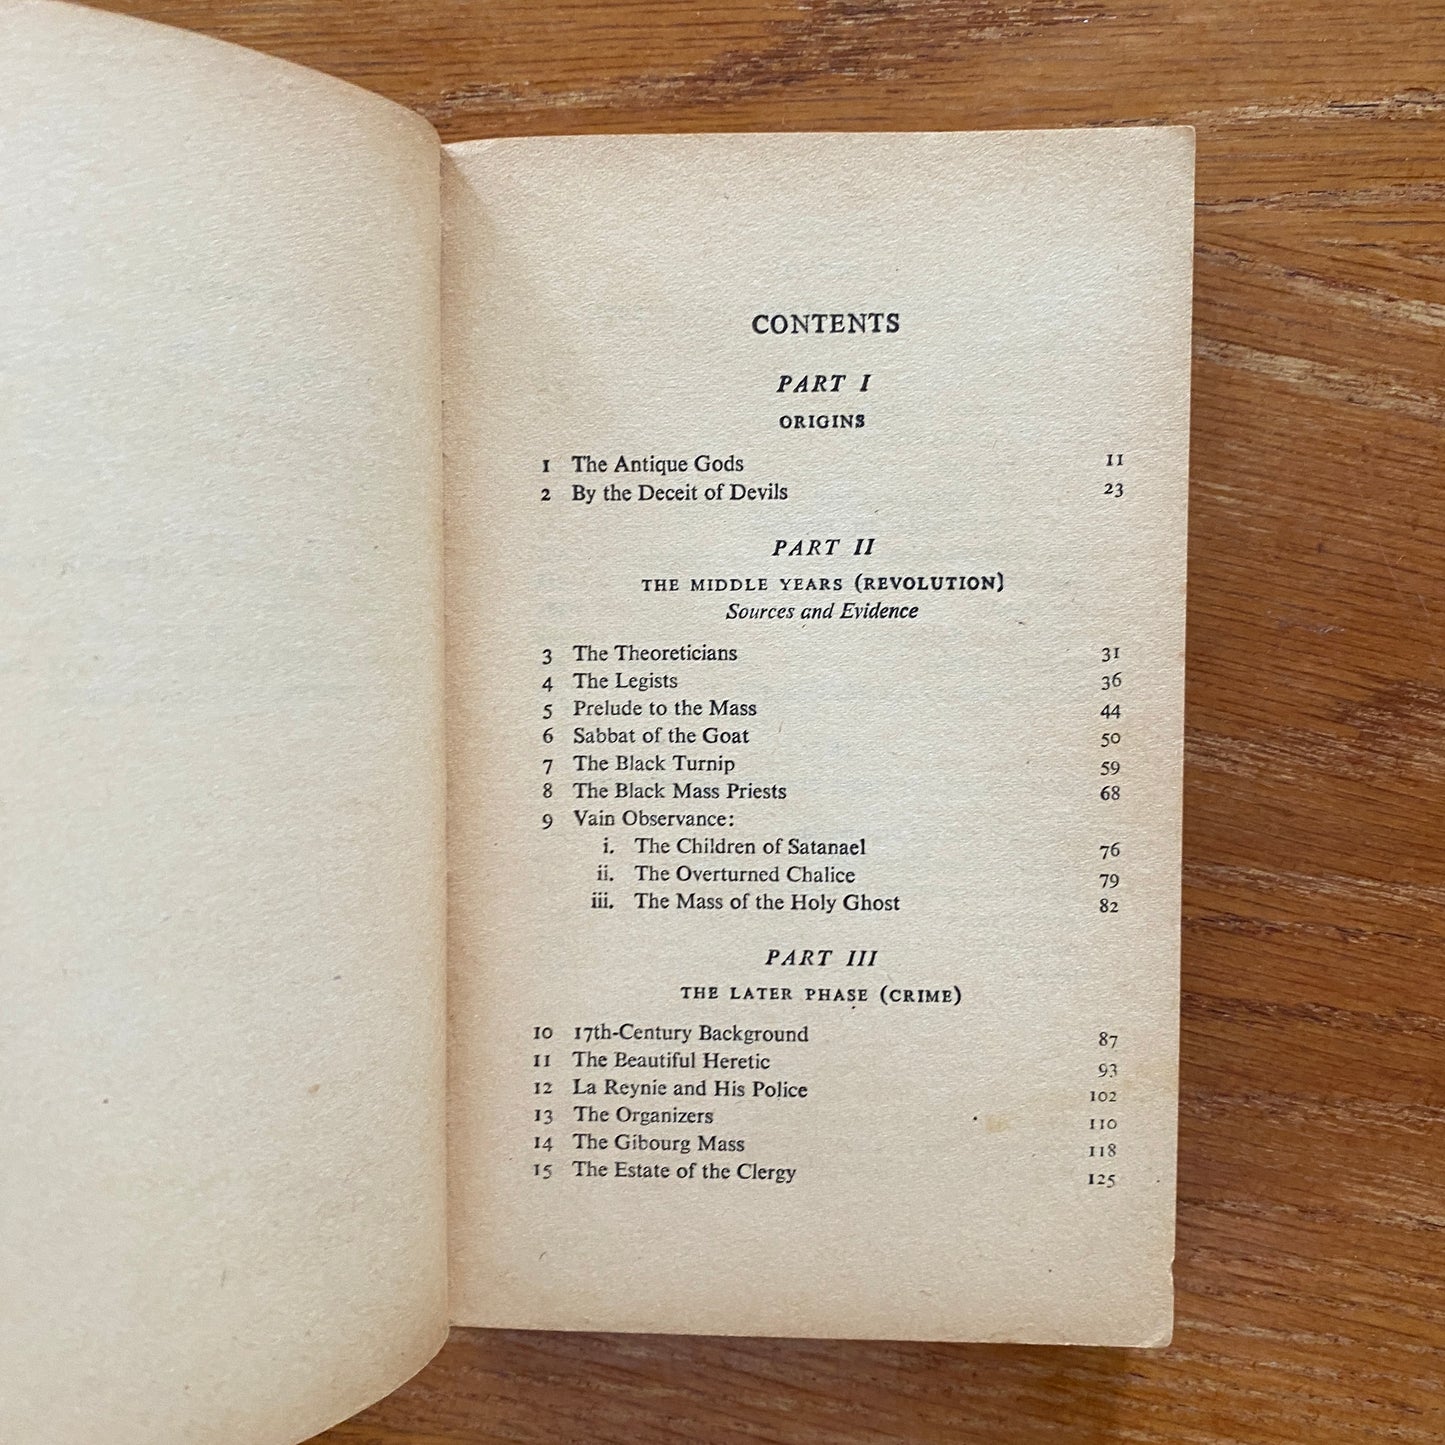 CONTENTS
PART I
ORIGINS
1 The Antique Gods 11
2 By the Deceit of Devils 23
PART II
THE MIDDLE YEARS (REVOLUTION)
Sources and Evidence
3 The Theoreticians 31
4 The Legists 36
5 Prelude to the Mass 44
6 Sabbat of the Goat 50
7 The Black Turnip 59
8 The Black Mass Priests 68
9 Vain Observance:
i. The Children of Satanael 76
ii. The Overturned Chalice 79
iii. The Mass of the Holy Ghost 82
PART III
THE LATER PHASE (CRIME)
10 17th-Century Background 87
11 The Beautiful Heretic 93
12 La Reynie and His Police 102
13 The Organizers 110
14 The Gibourg Mass 118
15 The Estate of the Clergy 125